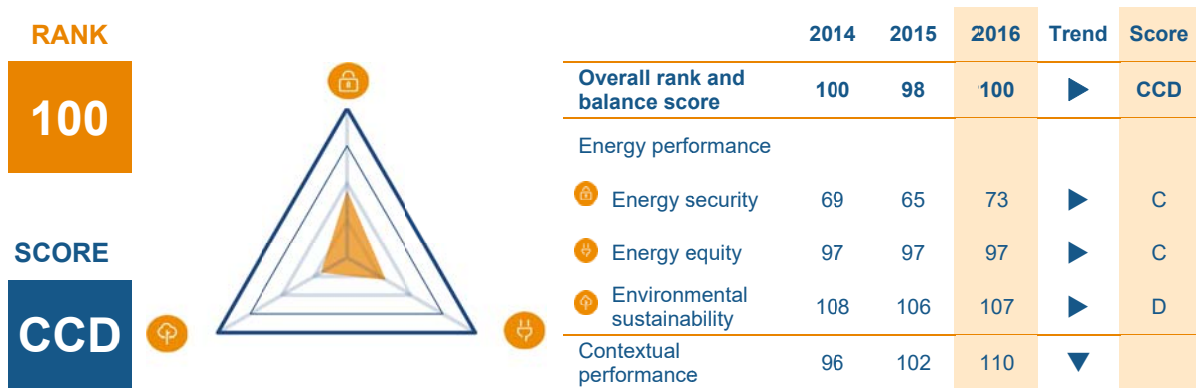 RANK
100
SCORE
CCD
2014 2015 2016 Trend Score
Overall rank and
balance score 100 98 100 CCD
Energy performance
Energy security 69 65 73 C
Energy equity 97 97 97 C
Environmental
sustainability 108 106 107 D
Contextual
performance 96 102 110